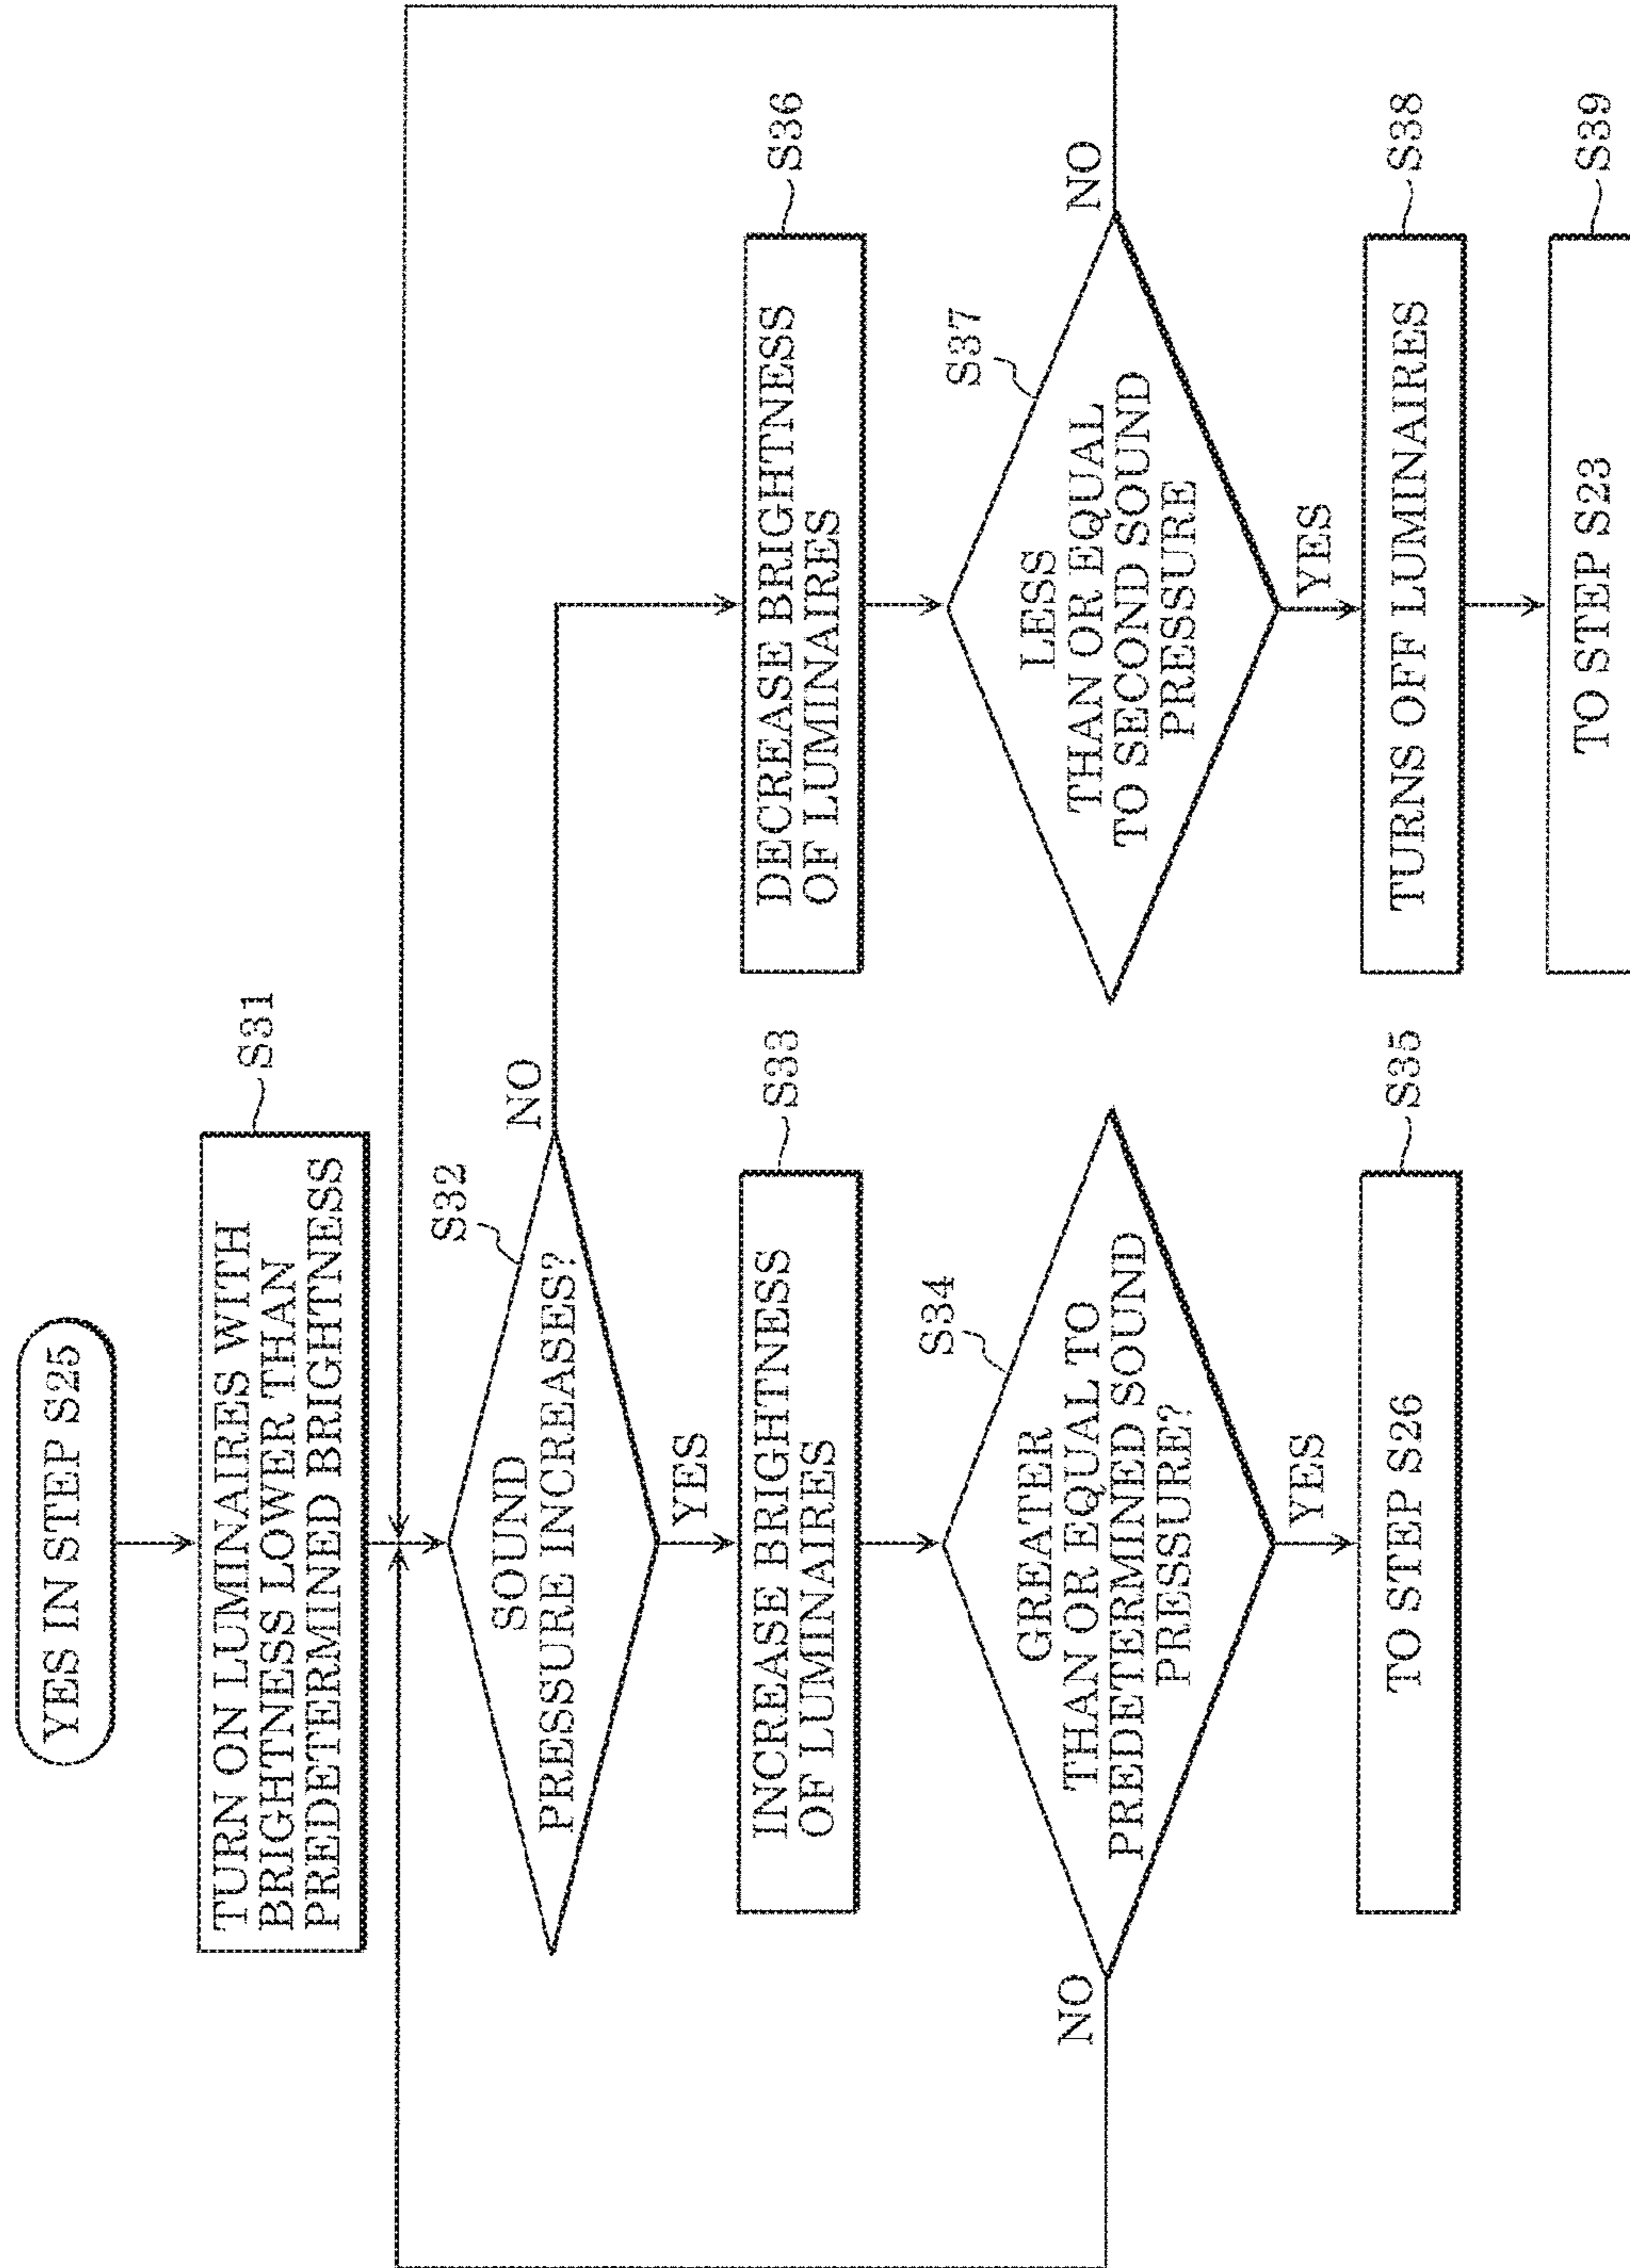 YES IN STEP S25
TURN ON LUMINAIRES WITH
BRIGHTNESS LOWER THAN
PREDETERMINED BRIGHTNESS
S31
SOUND
PRESSURE INCREASES?
S32
NO
YES
INCREASE BRIGHTNESS
OF LUMINAIRES
S33
GREATER
THAN OR EQUAL TO
PREDETERMINED SOUND
PRESSURE?
S34
NO
YES
TO STEP S26
S35
DECREASE BRIGHTNESS
OF LUMINAIRES
S36
LESS
THAN OR EQUAL
TO SECOND SOUND
PRESSURE
S37
NO
YES
TURNS OFF LUMINAIRES
S38
TO STEP S23
S39